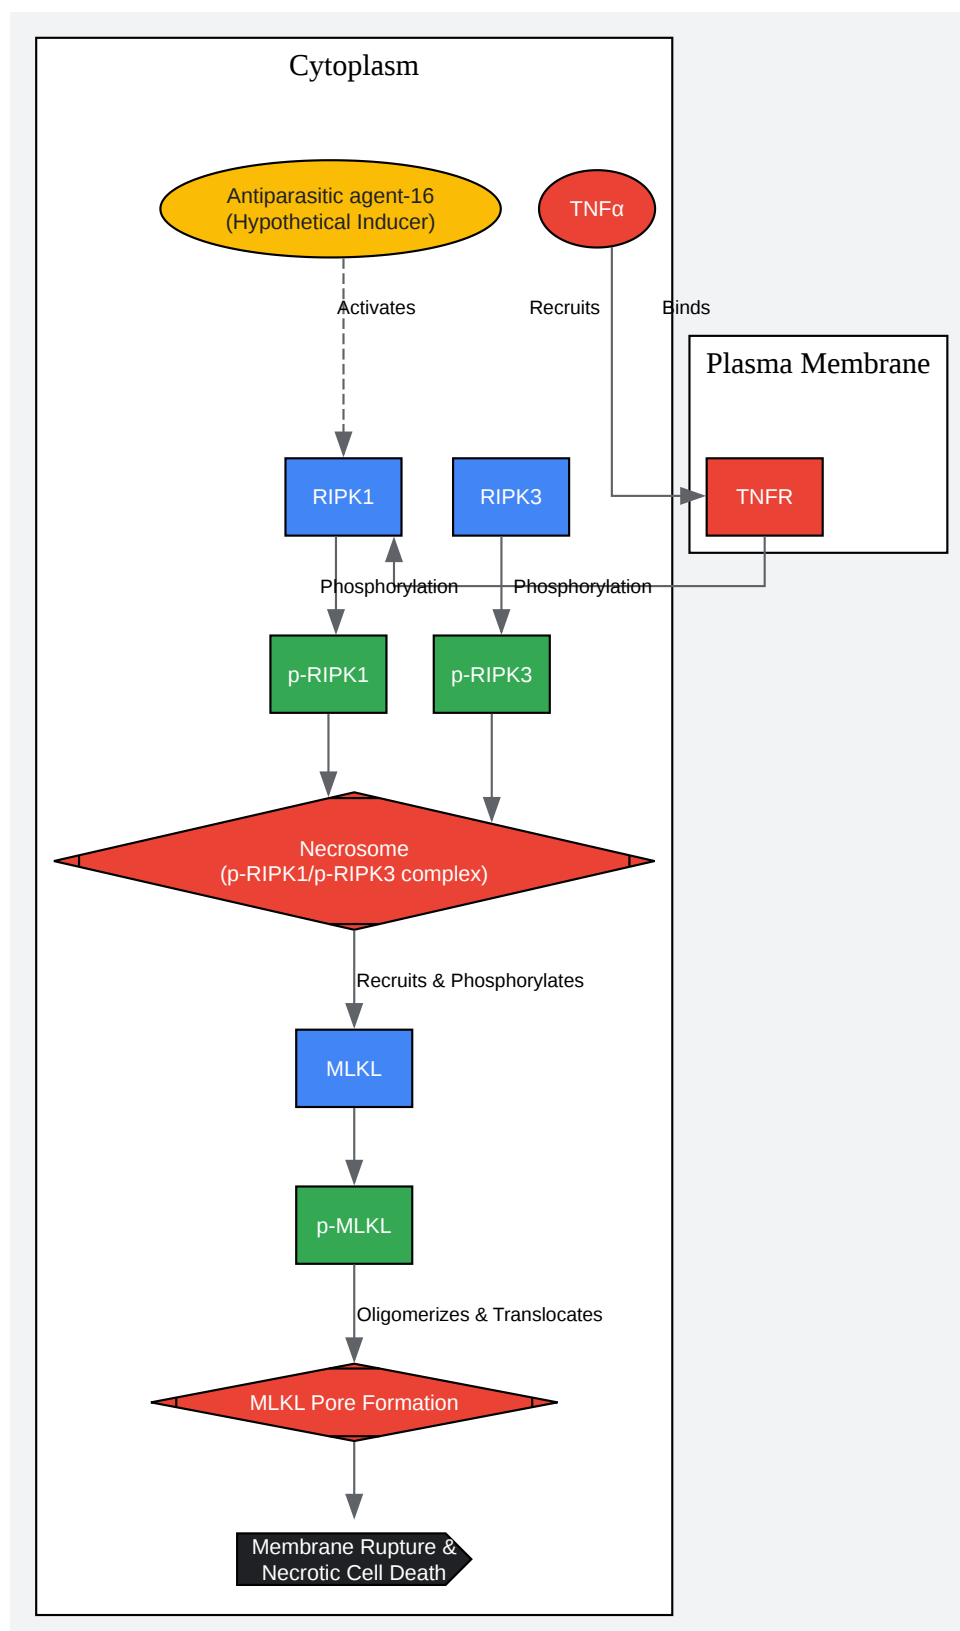 Cytoplasm
Antiparasitic agent-16
(Hypothetical Inducer)
TNFα
Activates
Recruits
Binds
Plasma Membrane
RIPK1
RIPK3
TNFR
Phosphorylation
Phosphorylation
p-RIPK1
p-RIPK3
Necrosome
(p-RIPK1/p-RIPK3 complex)
Recruits & Phosphorylates
MLKL
p-MLKL
Oligomerizes & Translocates
MLKL Pore Formation
Membrane Rupture &
Necrotic Cell Death